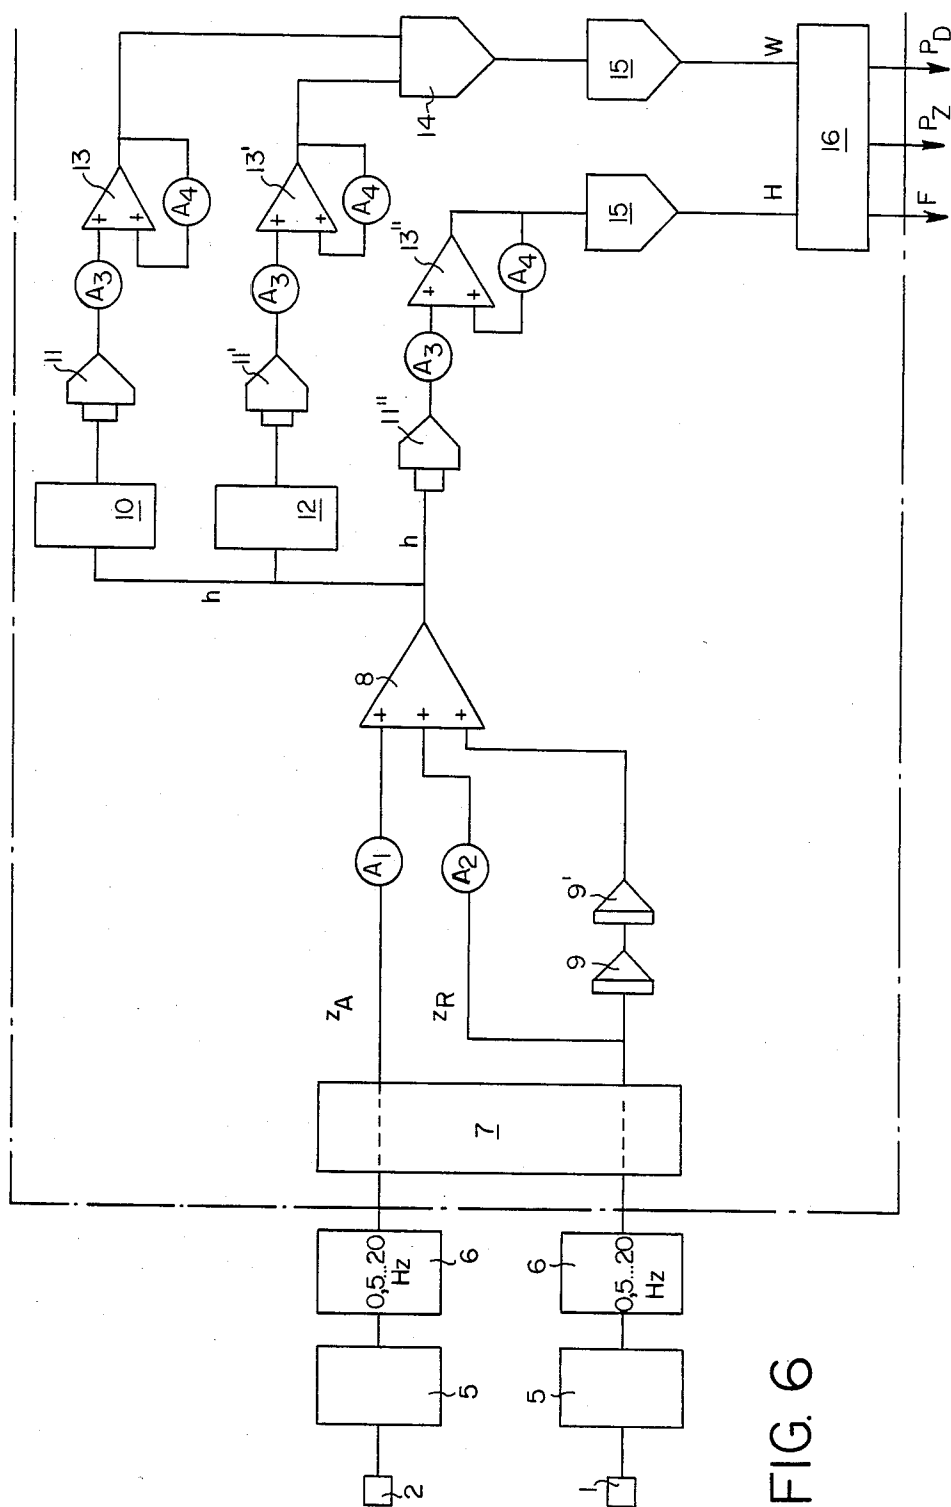 13
A3
A4
11
10
h
14
15
W
13'
A3
A4
11'
12
13''
A3
A4
11''
h
15
H
16
F
PZ
PD
8
+
+
+
+
+
+
+
+
+
zA
A1
zR
A2
9
9'
7
0,5...20
Hz
6
5
2
0,5...20
Hz
6
5
1
FIG. 6